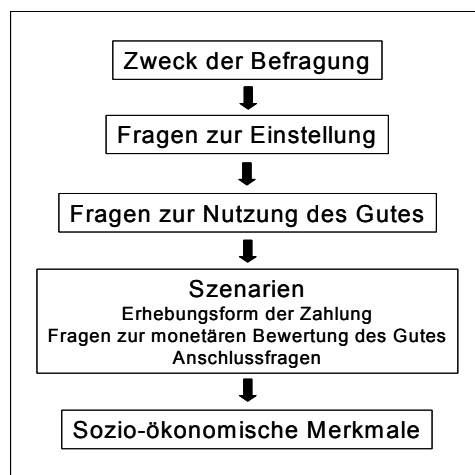 Zweck der Befragung
Fragen zur Einstellung
Fragen zur Nutzung des Gutes
Szenarien
Erhebungsform der Zahlung
Fragen zur monetären Bewertung des Gutes
Anschlussfragen
Sozio-ökonomische Merkmale